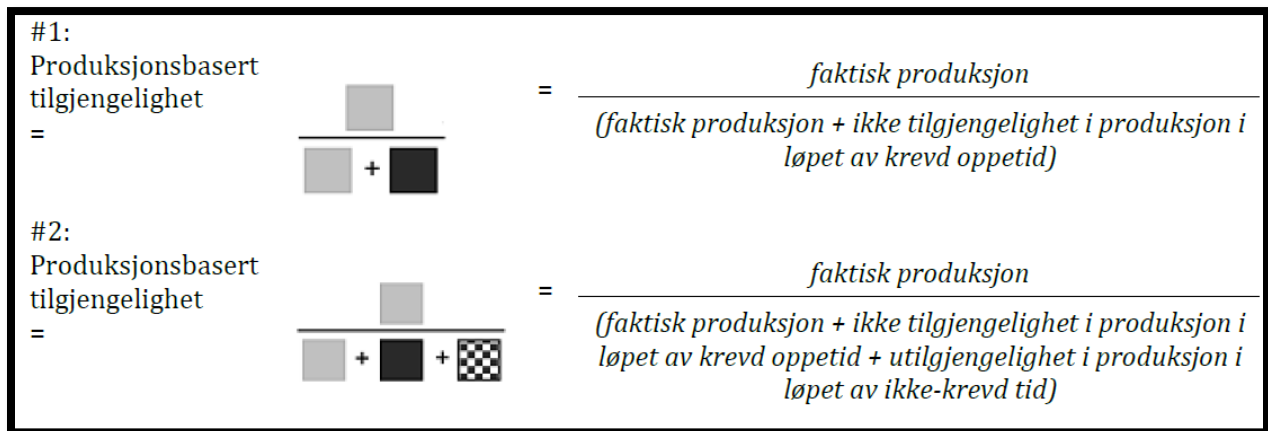 #1:
Produksjonsbasert
tilgjengelighet
=
+
=
faktisk produksjon
(faktisk produksjon + ikke tilgjengelighet i produksjon i
løpet av krevd oppetid)
#2:
Produksjonsbasert
tilgjengelighet
=
+ +
=
faktisk produksjon
(faktisk produksjon + ikke tilgjengelighet i produksjon i
løpet av krevd oppetid + utilgjengelighet i produksjon i
løpet av ikke-krevd tid)